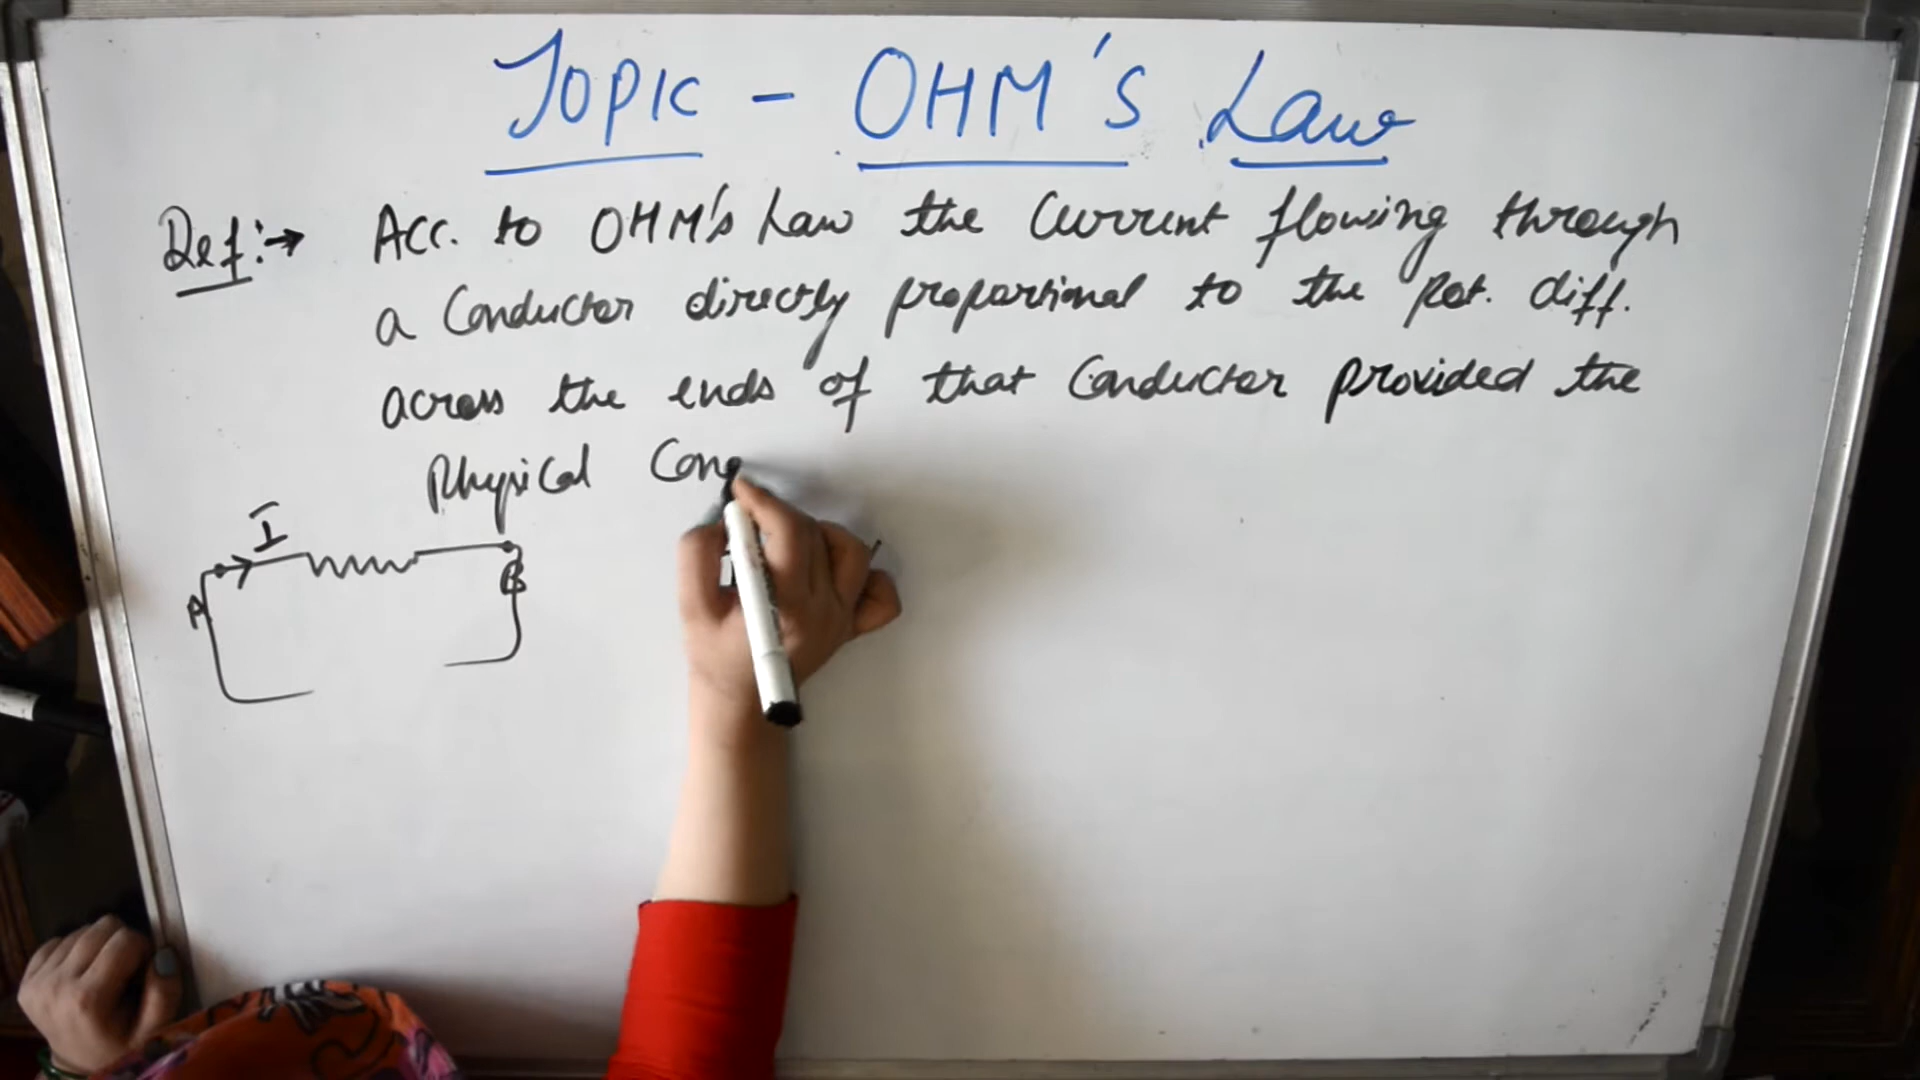 Topic - OHM's Law
Def:→ Acc. to OHM's Law the Current flowing through
a Conductor directly proportional to the Pot. diff.
across the ends of that Conductor provided the
Physical Con
I
A
B